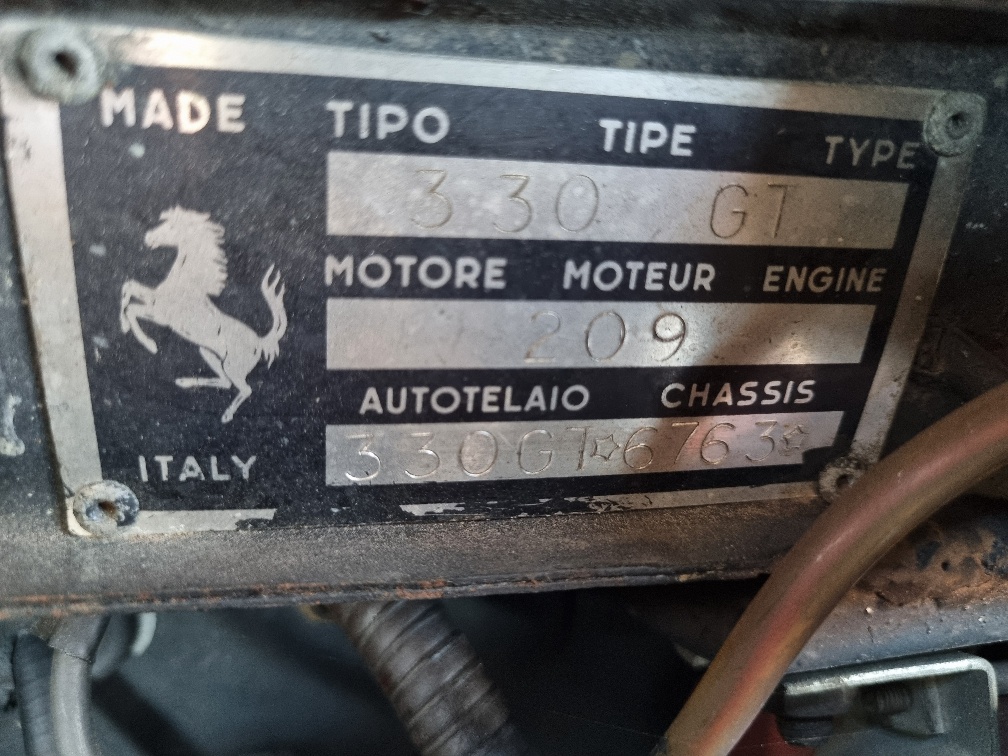 MADE TIPO TIPE TYPE
330 GT
MOTORE MOTEUR ENGINE
209
AUTOTELAIO CHASSIS
330GT☆6763☆
ITALY